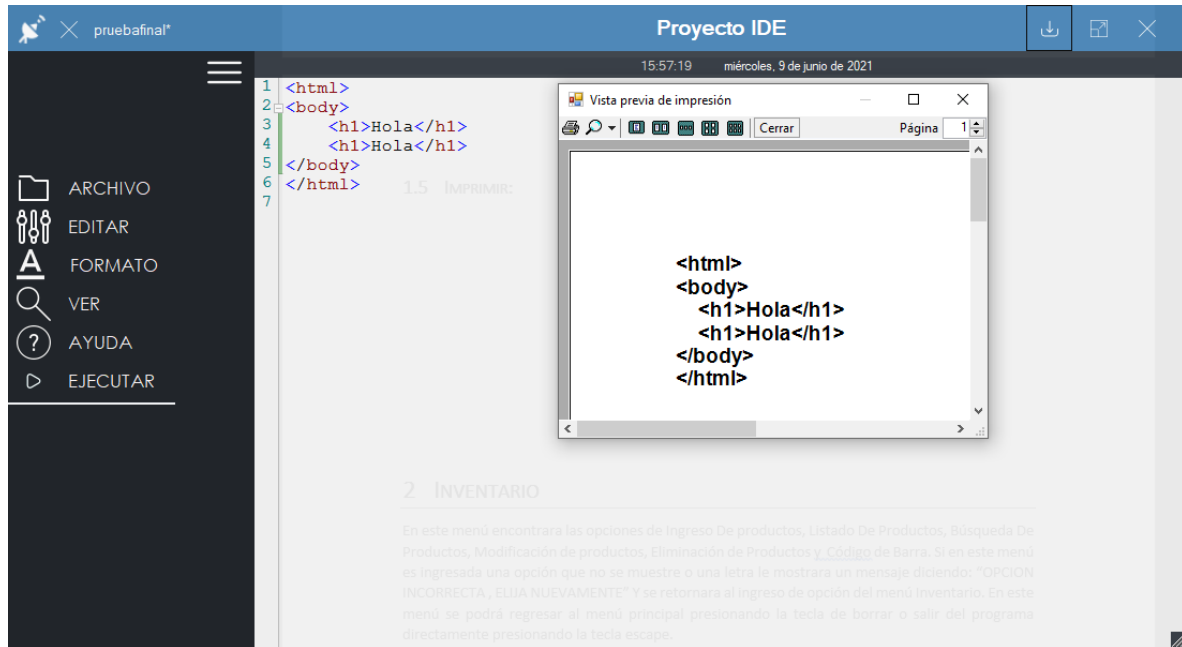 pruebafinal*
Proyecto IDE
15:57:19 miércoles, 9 de junio de 2021
ARCHIVO
EDITAR
FORMATO
VER
AYUDA
EJECUTAR
1 <html>
2 <body>
3 <h1>Hola</h1>
4 <h1>Hola</h1>
5 </body>
6 </html>
7
Vista previa de impresión
Cerrar Página 1
<html>
<body>
<h1>Hola</h1>
<h1>Hola</h1>
</body>
</html>
1.5 IMPRIMIR:
2 INVENTARIO
En este menú encontrara las opciones de Ingreso De productos, Listado De Productos, Búsqueda De
Productos, Modificación de productos, Eliminación de Productos y Código de Barra. Si en este menú
es ingresada una opción que no se muestre o una letra le mostrara un mensaje diciendo: "OPCION
INCORRECTA , ELIJA NUEVAMENTE" Y se retornara al ingreso de opción del menú inventario. En este
menú se podrá regresar al menú principal presionando la tecla de borrar o salir del programa
directamente presionando la tecla escape.